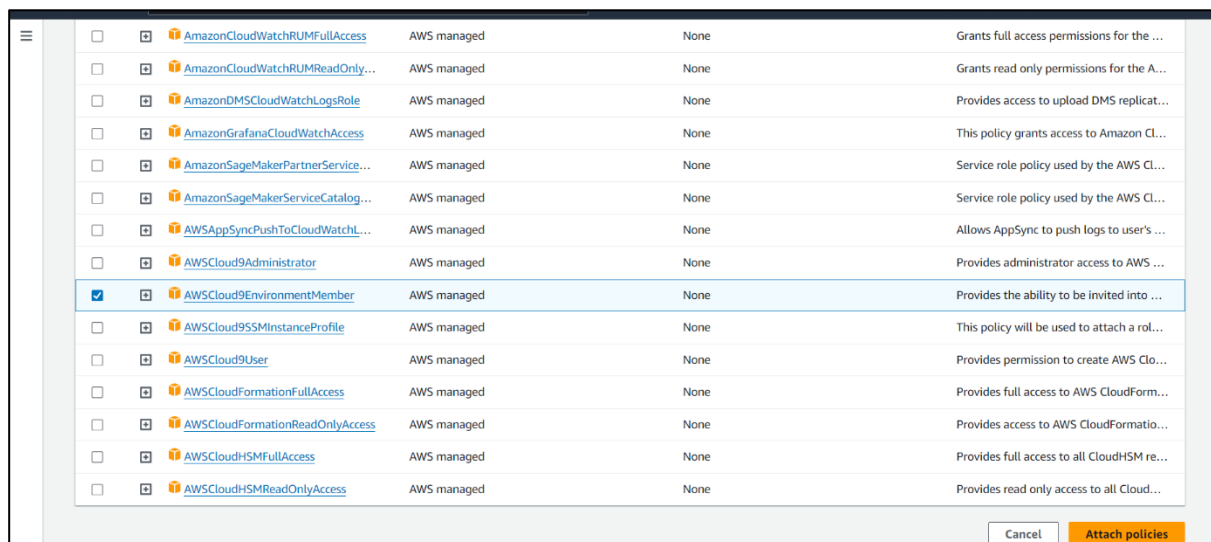 AmazonCloudWatchRUMFullAccess AWS managed None Grants full access permissions for the ...
AmazonCloudWatchRUMReadOnly... AWS managed None Grants read only permissions for the A...
AmazonDMSCloudWatchLogsRole AWS managed None Provides access to upload DMS replicat...
AmazonGrafanaCloudWatchAccess AWS managed None This policy grants access to Amazon Cl...
AmazonSageMakerPartnerService... AWS managed None Service role policy used by the AWS Cl...
AmazonSageMakerServiceCatalog... AWS managed None Service role policy used by the AWS Cl...
AWSAppSyncPushToCloudWatchL... AWS managed None Allows AppSync to push logs to user's ...
AWSCloud9Administrator AWS managed None Provides administrator access to AWS ...
AWSCloud9EnvironmentMember AWS managed None Provides the ability to be invited into ...
AWSCloud9SSMInstanceProfile AWS managed None This policy will be used to attach a rol...
AWSCloud9User AWS managed None Provides permission to create AWS Clo...
AWSCloudFormationFullAccess AWS managed None Provides full access to AWS CloudForm...
AWSCloudFormationReadOnlyAccess AWS managed None Provides access to AWS CloudFormatio...
AWSCloudHSMFullAccess AWS managed None Provides full access to all CloudHSM re...
AWSCloudHSMReadOnlyAccess AWS managed None Provides read only access to all Cloud...
Cancel Attach policies